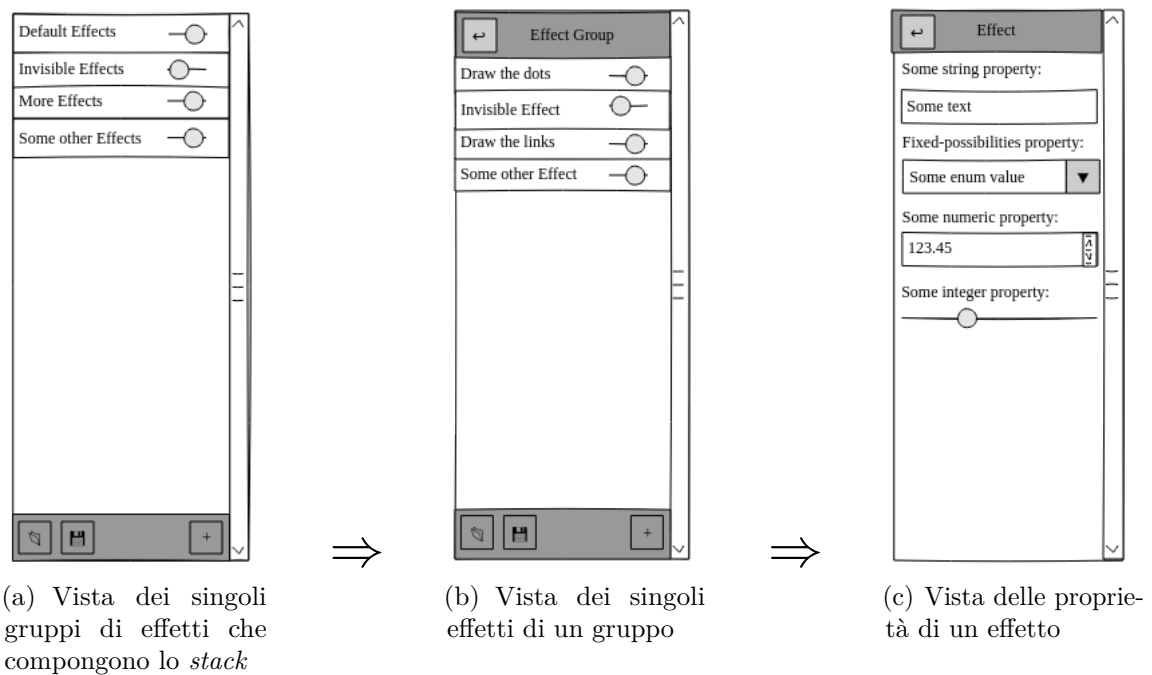 Default Effects
Invisible Effects
More Effects
Some other Effects
+
(a) Vista dei singoli
gruppi di effetti che
compongono lo stack
⇒
↩ Effect Group
Draw the dots
Invisible Effect
Draw the links
Some other Effect
+
(b) Vista dei singoli
effetti di un gruppo
⇒
↩ Effect
Some string property:
Some text
Fixed-possibilities property:
Some enum value ▼
Some numeric property:
123.45
Some integer property:
(c) Vista delle proprie-
tà di un effetto